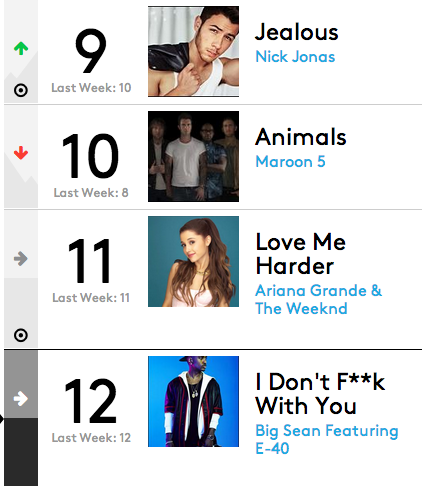 9
Last Week: 10
Jealous
Nick Jonas
10
Last Week: 8
Animals
Maroon 5
11
Last Week: 11
Love Me
Harder
Ariana Grande &
The Weeknd
12
Last Week: 12
I Don't F**k
With You
Big Sean Featuring
E-40